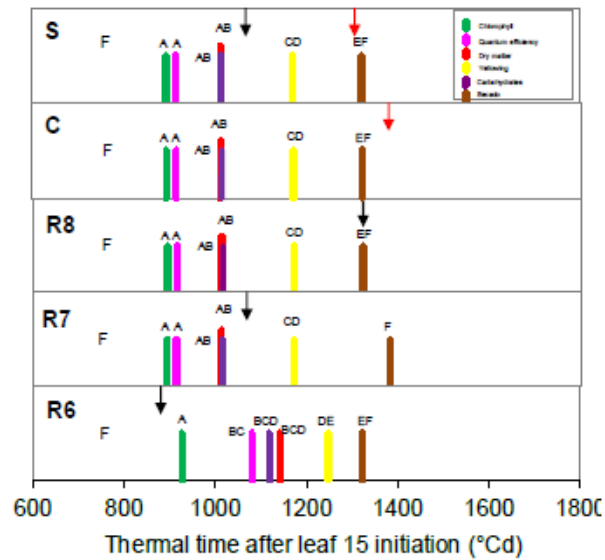 S
F
A A
AB
AB
CD
EF
Chlorophyll
Quantum efficiency
Dry matter
Yellowing
Carbohydrates
C
F
A A
AB
AB
CD
EF
R8
F
A A
AB
AB
CD
EF
R7
F
A A
AB
AB
CD
F
R6
F
A
BC
BCD
BCD
DE
EF
600 800 1000 1200 1400 1600 1800
Thermal time after leaf 15 initiation (°Cd)